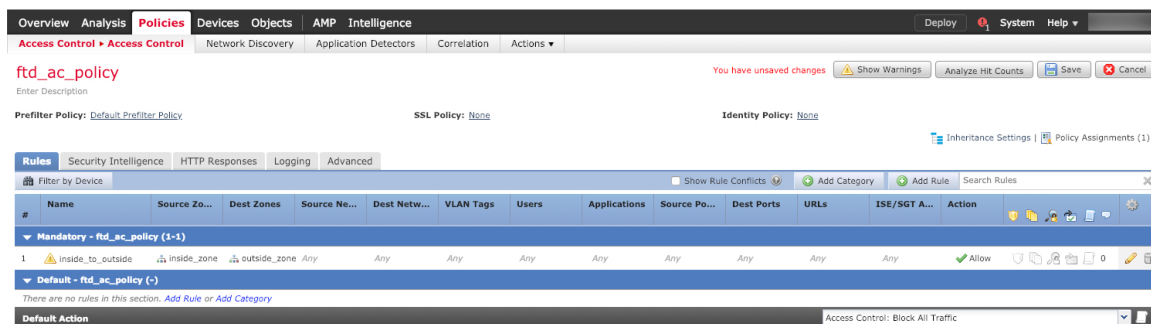 Overview Analysis Policies Devices Objects AMP Intelligence Deploy 1 System Help ▾
Access Control ▸ Access Control Network Discovery Application Detectors Correlation Actions ▾
ftd_ac_policy
You have unsaved changes Show Warnings Analyze Hit Counts Save Cancel
Enter Description
Prefilter Policy: Default Prefilter Policy SSL Policy: None Identity Policy: None
Inheritance Settings | Policy Assignments (1)
Rules Security Intelligence HTTP Responses Logging Advanced
Filter by Device Show Rule Conflicts Add Category Add Rule Search Rules
# Name Source Zo... Dest Zones Source Ne... Dest Netw... VLAN Tags Users Applications Source Po... Dest Ports URLs ISE/SGT A... Action
Mandatory - ftd_ac_policy (1-1)
1 inside_to_outside inside_zone outside_zone Any Any Any Any Any Any Any Any Any Allow 0
Default - ftd_ac_policy (-)
There are no rules in this section. Add Rule or Add Category
Default Action Access Control: Block All Traffic